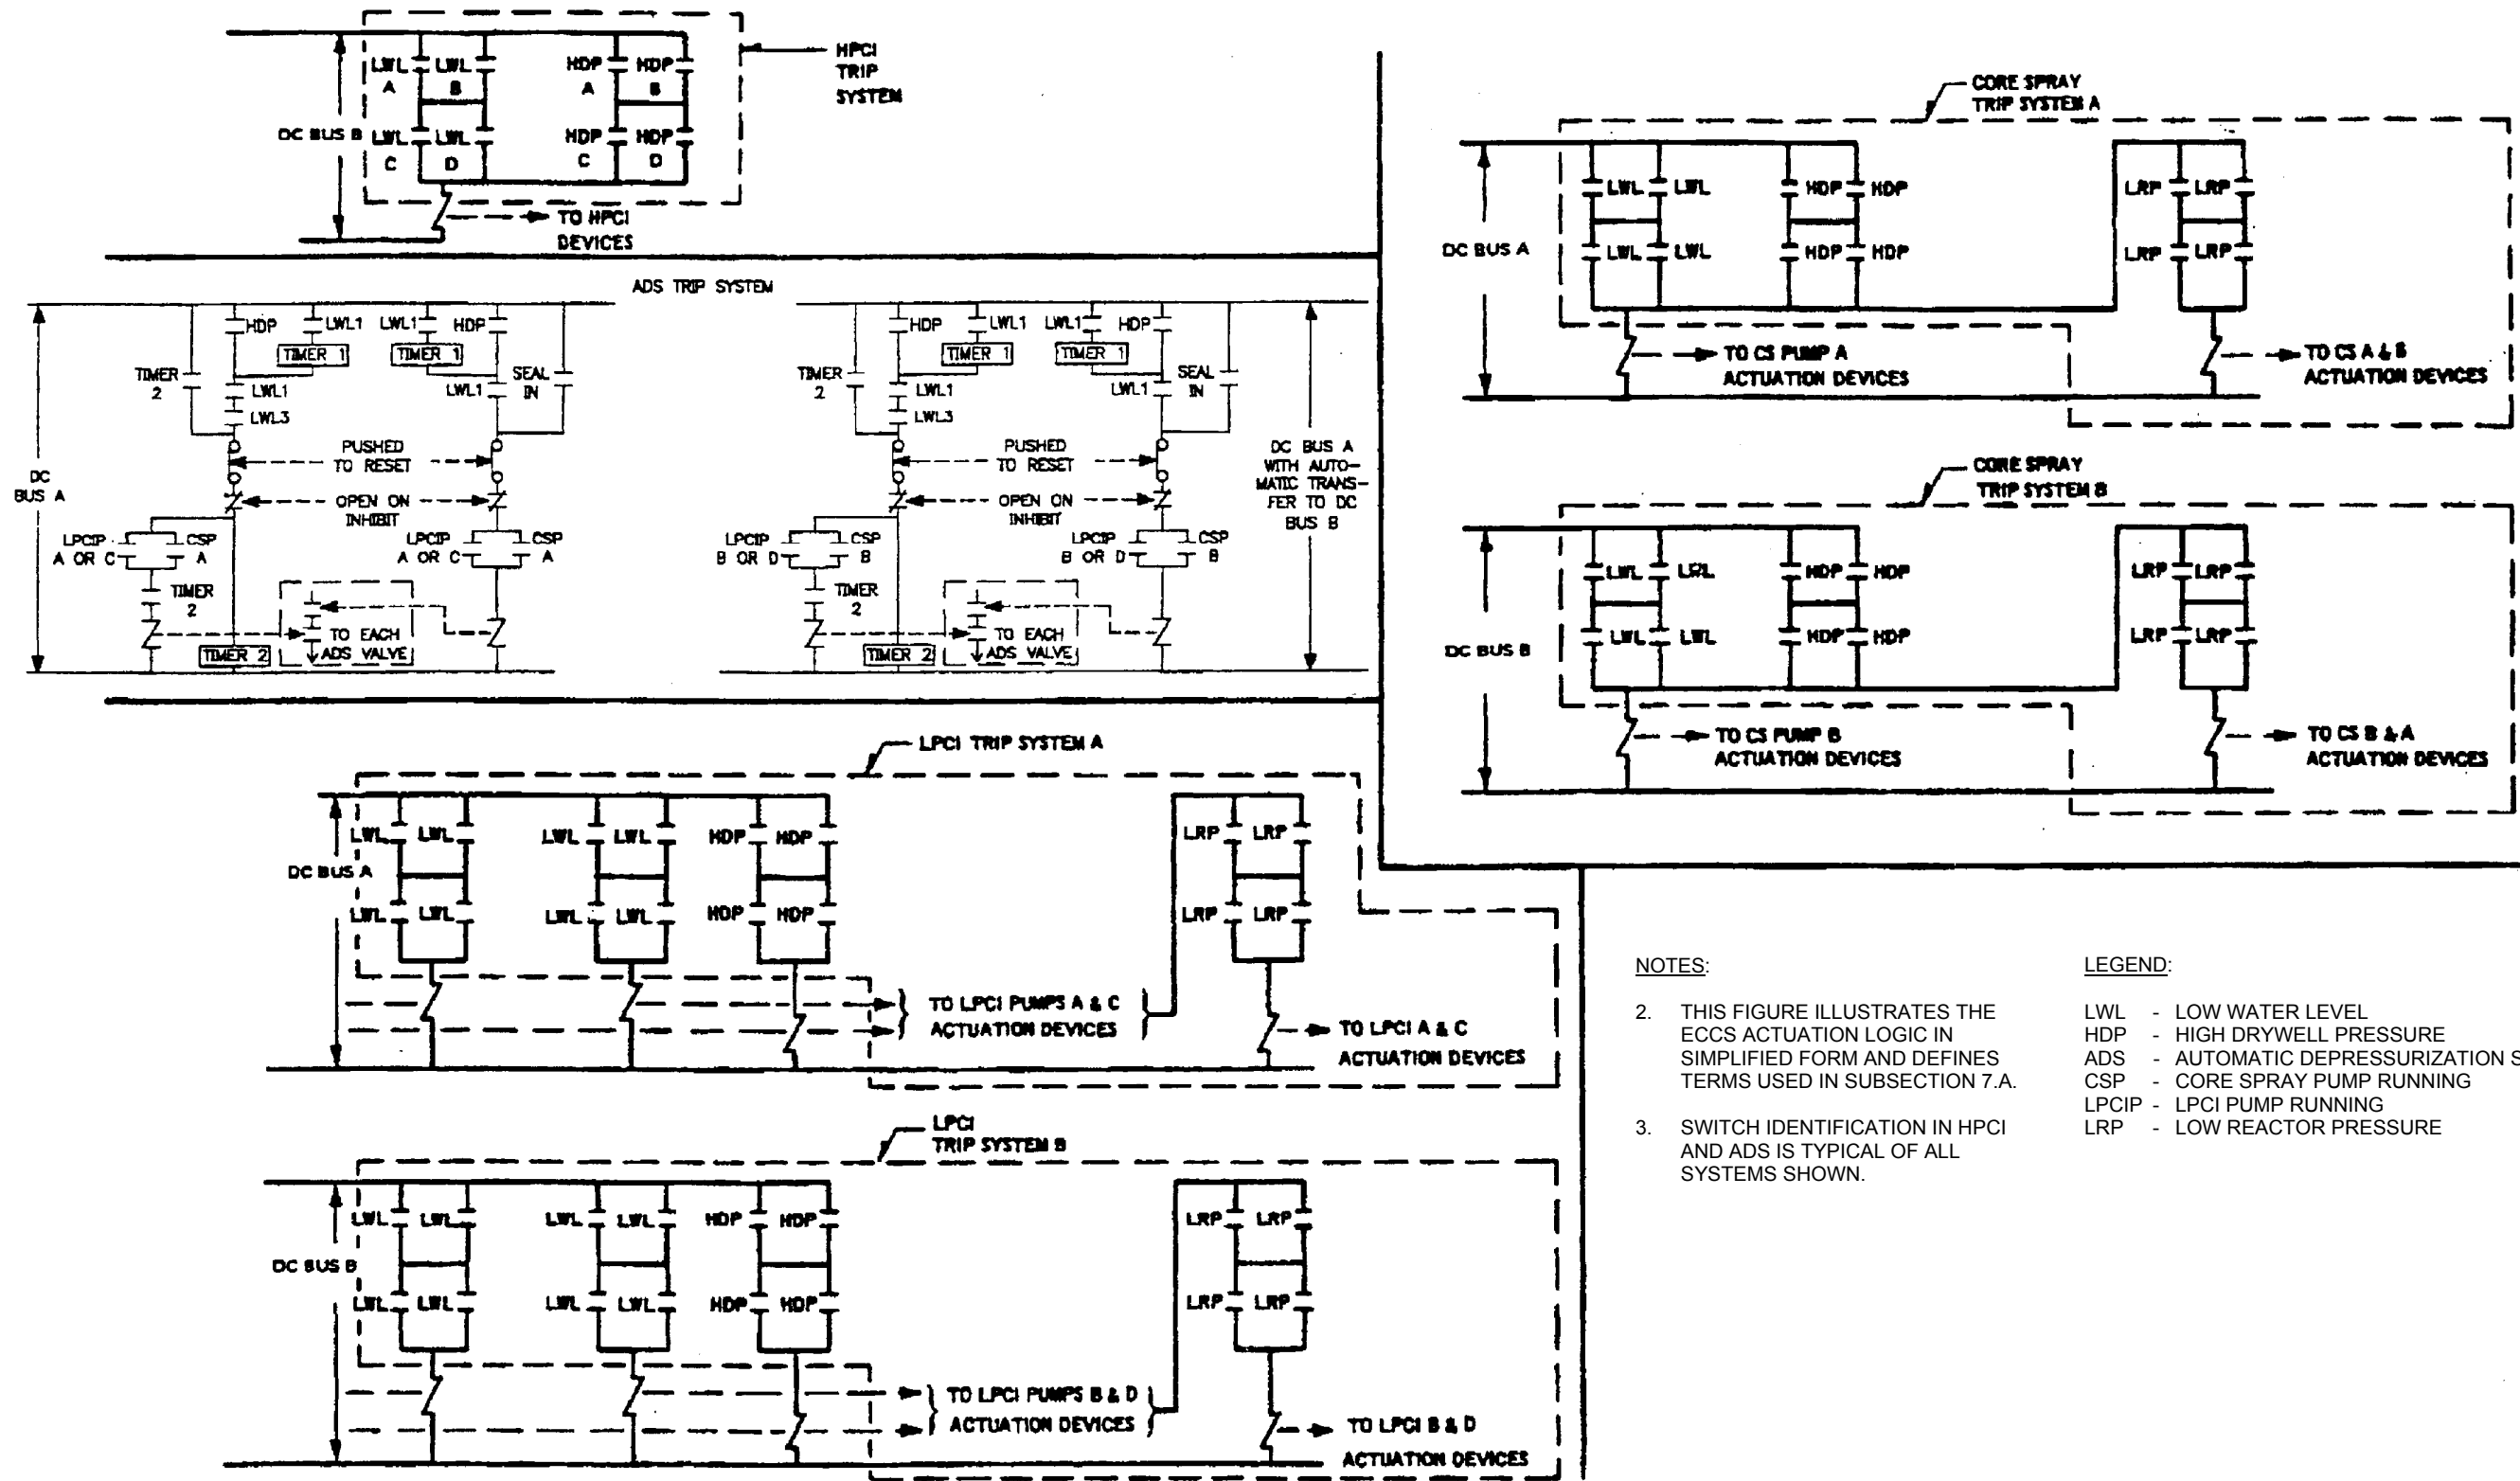 HPCI
TRIP
SYSTEM
LWL LWL HDP HDP
A B A B
DC BUS B
LWL LWL HDP HDP
C D C D
TO HPCI
DEVICES
ADS TRIP SYSTEM
HDP LWL1 LWL1 HDP
TIMER 1 TIMER 1
TIMER
2
SEAL
IN
LWL1 LWL1
LWL3
PUSHED
TO RESET
DC
BUS A
OPEN ON
INHIBIT
LPCIP
A OR C
CSP
A
LPCIP
A OR C
CSP
A
TIMER
2
TO EACH
ADS VALVE
TIMER 2
HDP LWL1 LWL1 HDP
TIMER 1 TIMER 1
TIMER
2
SEAL
IN
LWL1 LWL1
LWL3
PUSHED
TO RESET
DC BUS A
WITH AUTO-
MATIC TRANS-
FER TO DC
BUS B
OPEN ON
INHIBIT
LPCIP
B OR D
CSP
B
LPCIP
B OR D
CSP
B
TIMER
2
TO EACH
ADS VALVE
TIMER 2
LPCI TRIP SYSTEM A
LWL LWL LWL LWL HDP HDP LRP LRP
DC BUS A
LWL LWL LWL LWL HDP HDP LRP LRP
TO LPCI PUMPS A & C
ACTUATION DEVICES
TO LPCI A & C
ACTUATION DEVICES
LPCI
TRIP SYSTEM B
LWL LWL LWL LWL HDP HDP LRP LRP
DC BUS B
LWL LWL LWL LWL HDP HDP LRP LRP
TO LPCI PUMPS B & D
ACTUATION DEVICES
TO LPCI B & D
ACTUATION DEVICES
CORE SPRAY
TRIP SYSTEM A
LWL LWL HDP HDP LRP LRP
DC BUS A
LWL LWL HDP HDP LRP LRP
TO CS PUMP A
ACTUATION DEVICES
TO CS A & B
ACTUATION DEVICES
CORE SPRAY
TRIP SYSTEM B
LWL LWL HDP HDP LRP LRP
DC BUS B
LWL LWL HDP HDP LRP LRP
TO CS PUMP B
ACTUATION DEVICES
TO CS B & A
ACTUATION DEVICES
NOTES:
2. THIS FIGURE ILLUSTRATES THE
ECCS ACTUATION LOGIC IN
SIMPLIFIED FORM AND DEFINES
TERMS USED IN SUBSECTION 7.A.
3. SWITCH IDENTIFICATION IN HPCI
AND ADS IS TYPICAL OF ALL
SYSTEMS SHOWN.
LEGEND:
LWL - LOW WATER LEVEL
HDP - HIGH DRYWELL PRESSURE
ADS - AUTOMATIC DEPRESSURIZATION S
CSP - CORE SPRAY PUMP RUNNING
LPCIP - LPCI PUMP RUNNING
LRP - LOW REACTOR PRESSURE